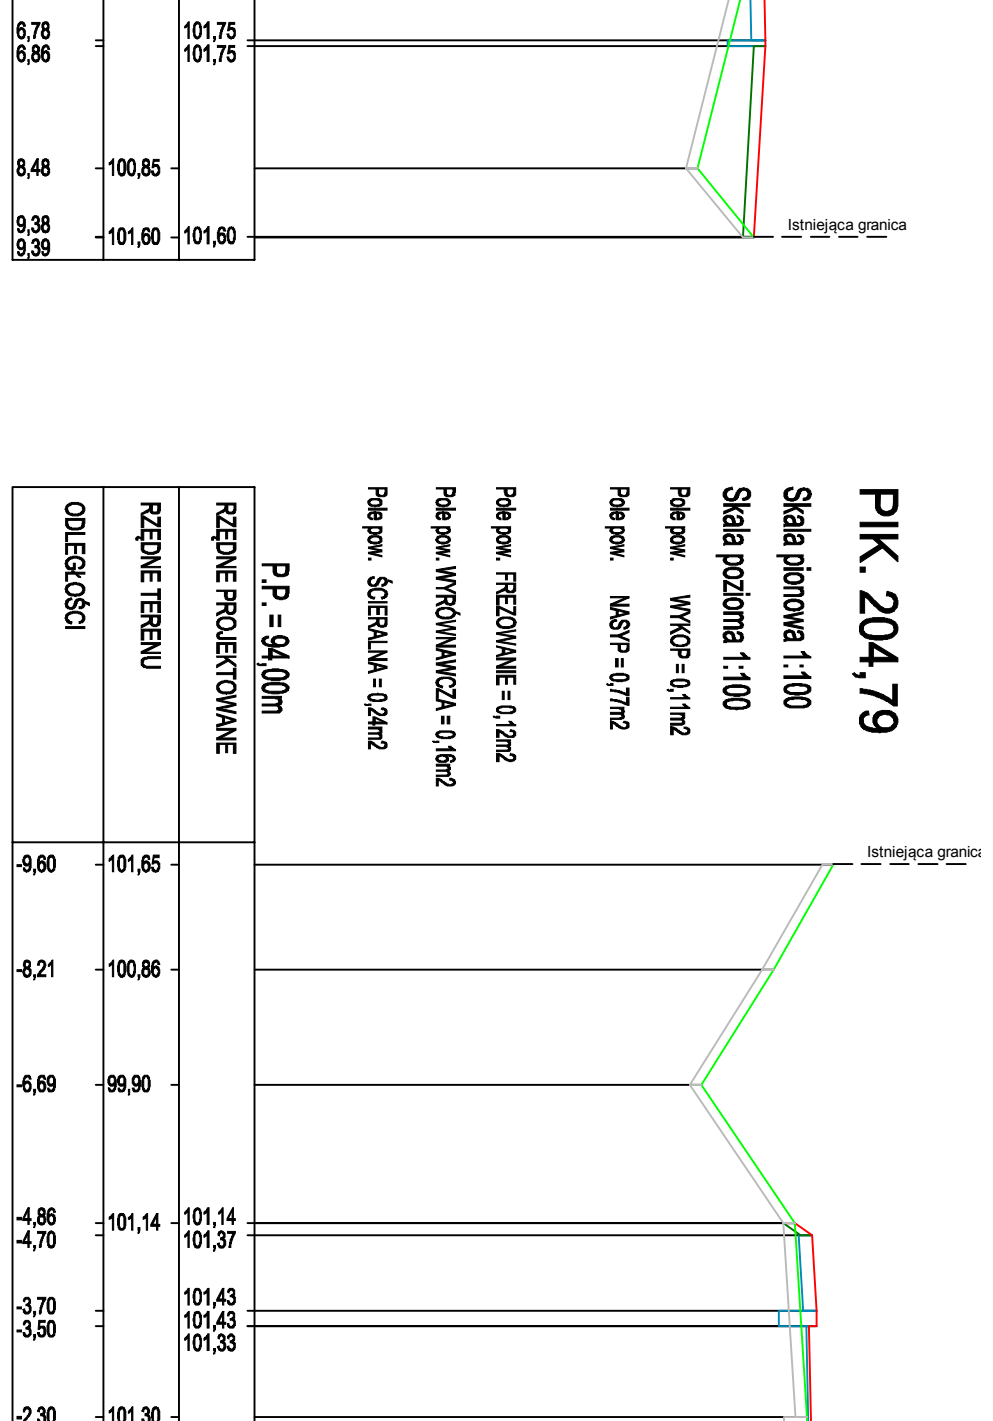 6,78 101,75
6,86 101,75
8,48 100,85
9,38
9,39 101,60 101,60
Istniejąca granica
PIK. 204,79
Skala pionowa 1:100
Skala pozioma 1:100
Pole pow. WYKOP = 0,11m2
Pole pow. NASYP = 0,77m2
Pole pow. FREZOWANIE = 0,12m2
Pole pow. WYRÓWNAWCZA = 0,16m2
Pole pow. ŚCIERALNA = 0,24m2
P.P. = 94,00m
RZĘDNE PROJEKTOWANE
RZĘDNE TERENU
ODLEGŁOŚCI
Istniejąca granica
-9,60 101,65
-8,21 100,86
-6,69 99,90
-4,86 101,14 101,14
-4,70 101,37
-3,70 101,43
-3,50 101,43
101,33
-2,30 101,30